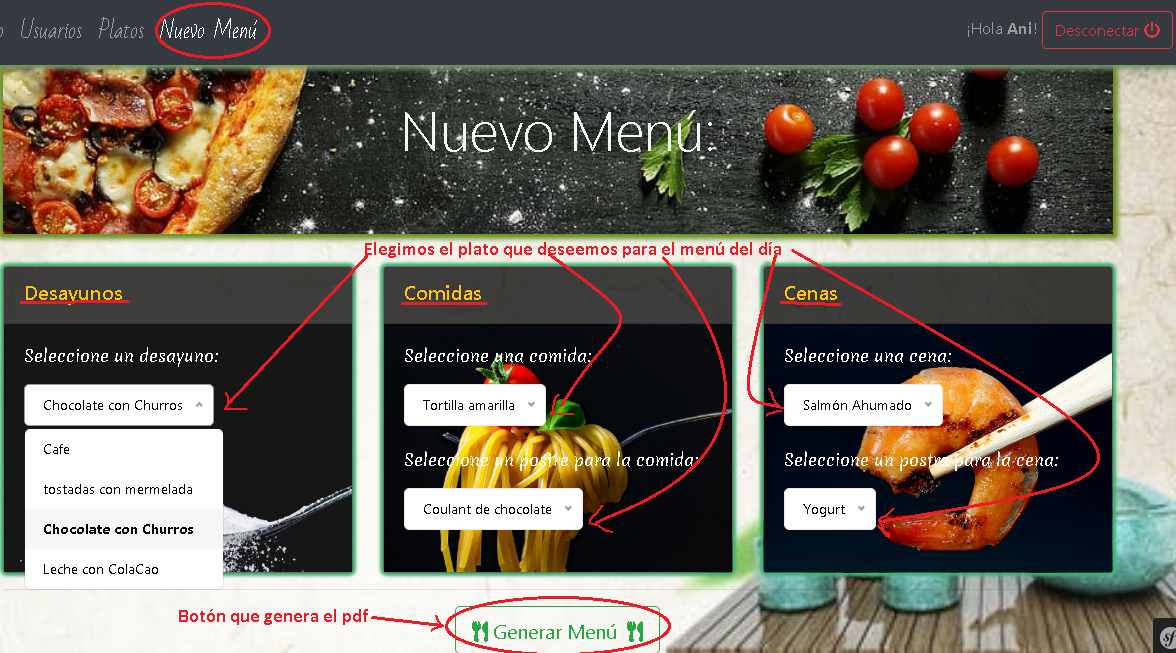 Usuarios Platos Nuevo Menú
¡Hola Ani! Desconectar
Nuevo Menú:
Elegimos el plato que deseemos para el menú del día
Desayunos
Seleccione un desayuno:
Chocolate con Churros
Cafe
tostadas con mermelada
Chocolate con Churros
Leche con ColaCao
Comidas
Seleccione una comida:
Tortilla amarilla
Seleccione un postre para la comida:
Coulant de chocolate
Cenas
Seleccione una cena:
Salmón Ahumado
Seleccione un postre para la cena:
Yogurt
Botón que genera el pdf
Generar Menú